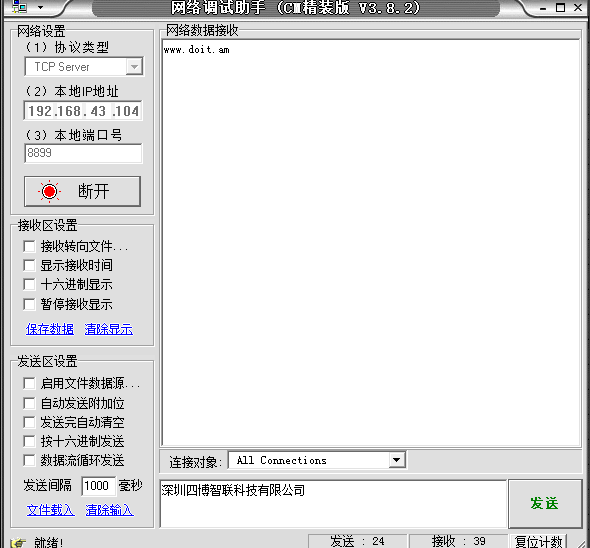 网络调试助手 (CM精装版 V3.8.2)
网络设置
(1) 协议类型
TCP Server
(2) 本地IP地址
192.168. 43 .104
(3) 本地端口号
8899
断开
接收区设置
接收转向文件...
显示接收时间
十六进制显示
暂停接收显示
保存数据 清除显示
发送区设置
启用文件数据源...
自动发送附加位
发送完自动清空
按十六进制发送
数据流循环发送
发送间隔 1000 毫秒
文件载入 清除输入
网络数据接收
www.doit.am
连接对象: All Connections
深圳四博智联科技有限公司
发送
就绪!
发送 : 24
接收 : 39
复位计数